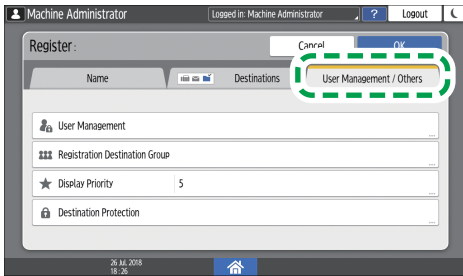 Machine Administrator
Logged in: Machine Administrator
?
Logout
Register :
Cancel
OK
Name
Destinations
User Management / Others
User Management
Registration Destination Group
Display Priority
5
Destination Protection
26 JUL 2018
18 : 26